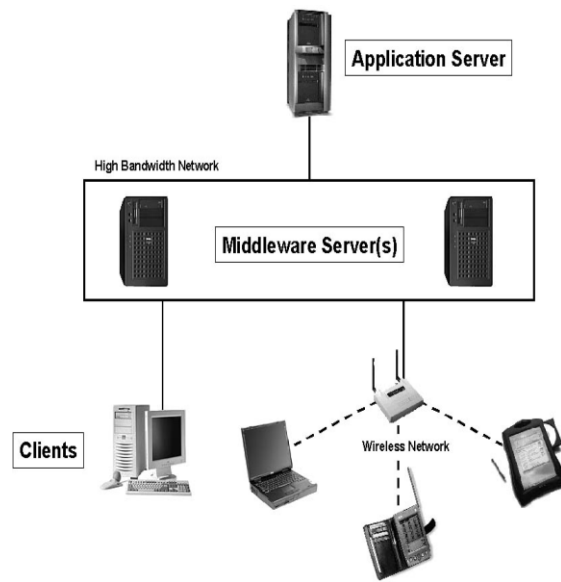 Application Server
High Bandwidth Network
Middleware Server(s)
Clients
Wireless Network